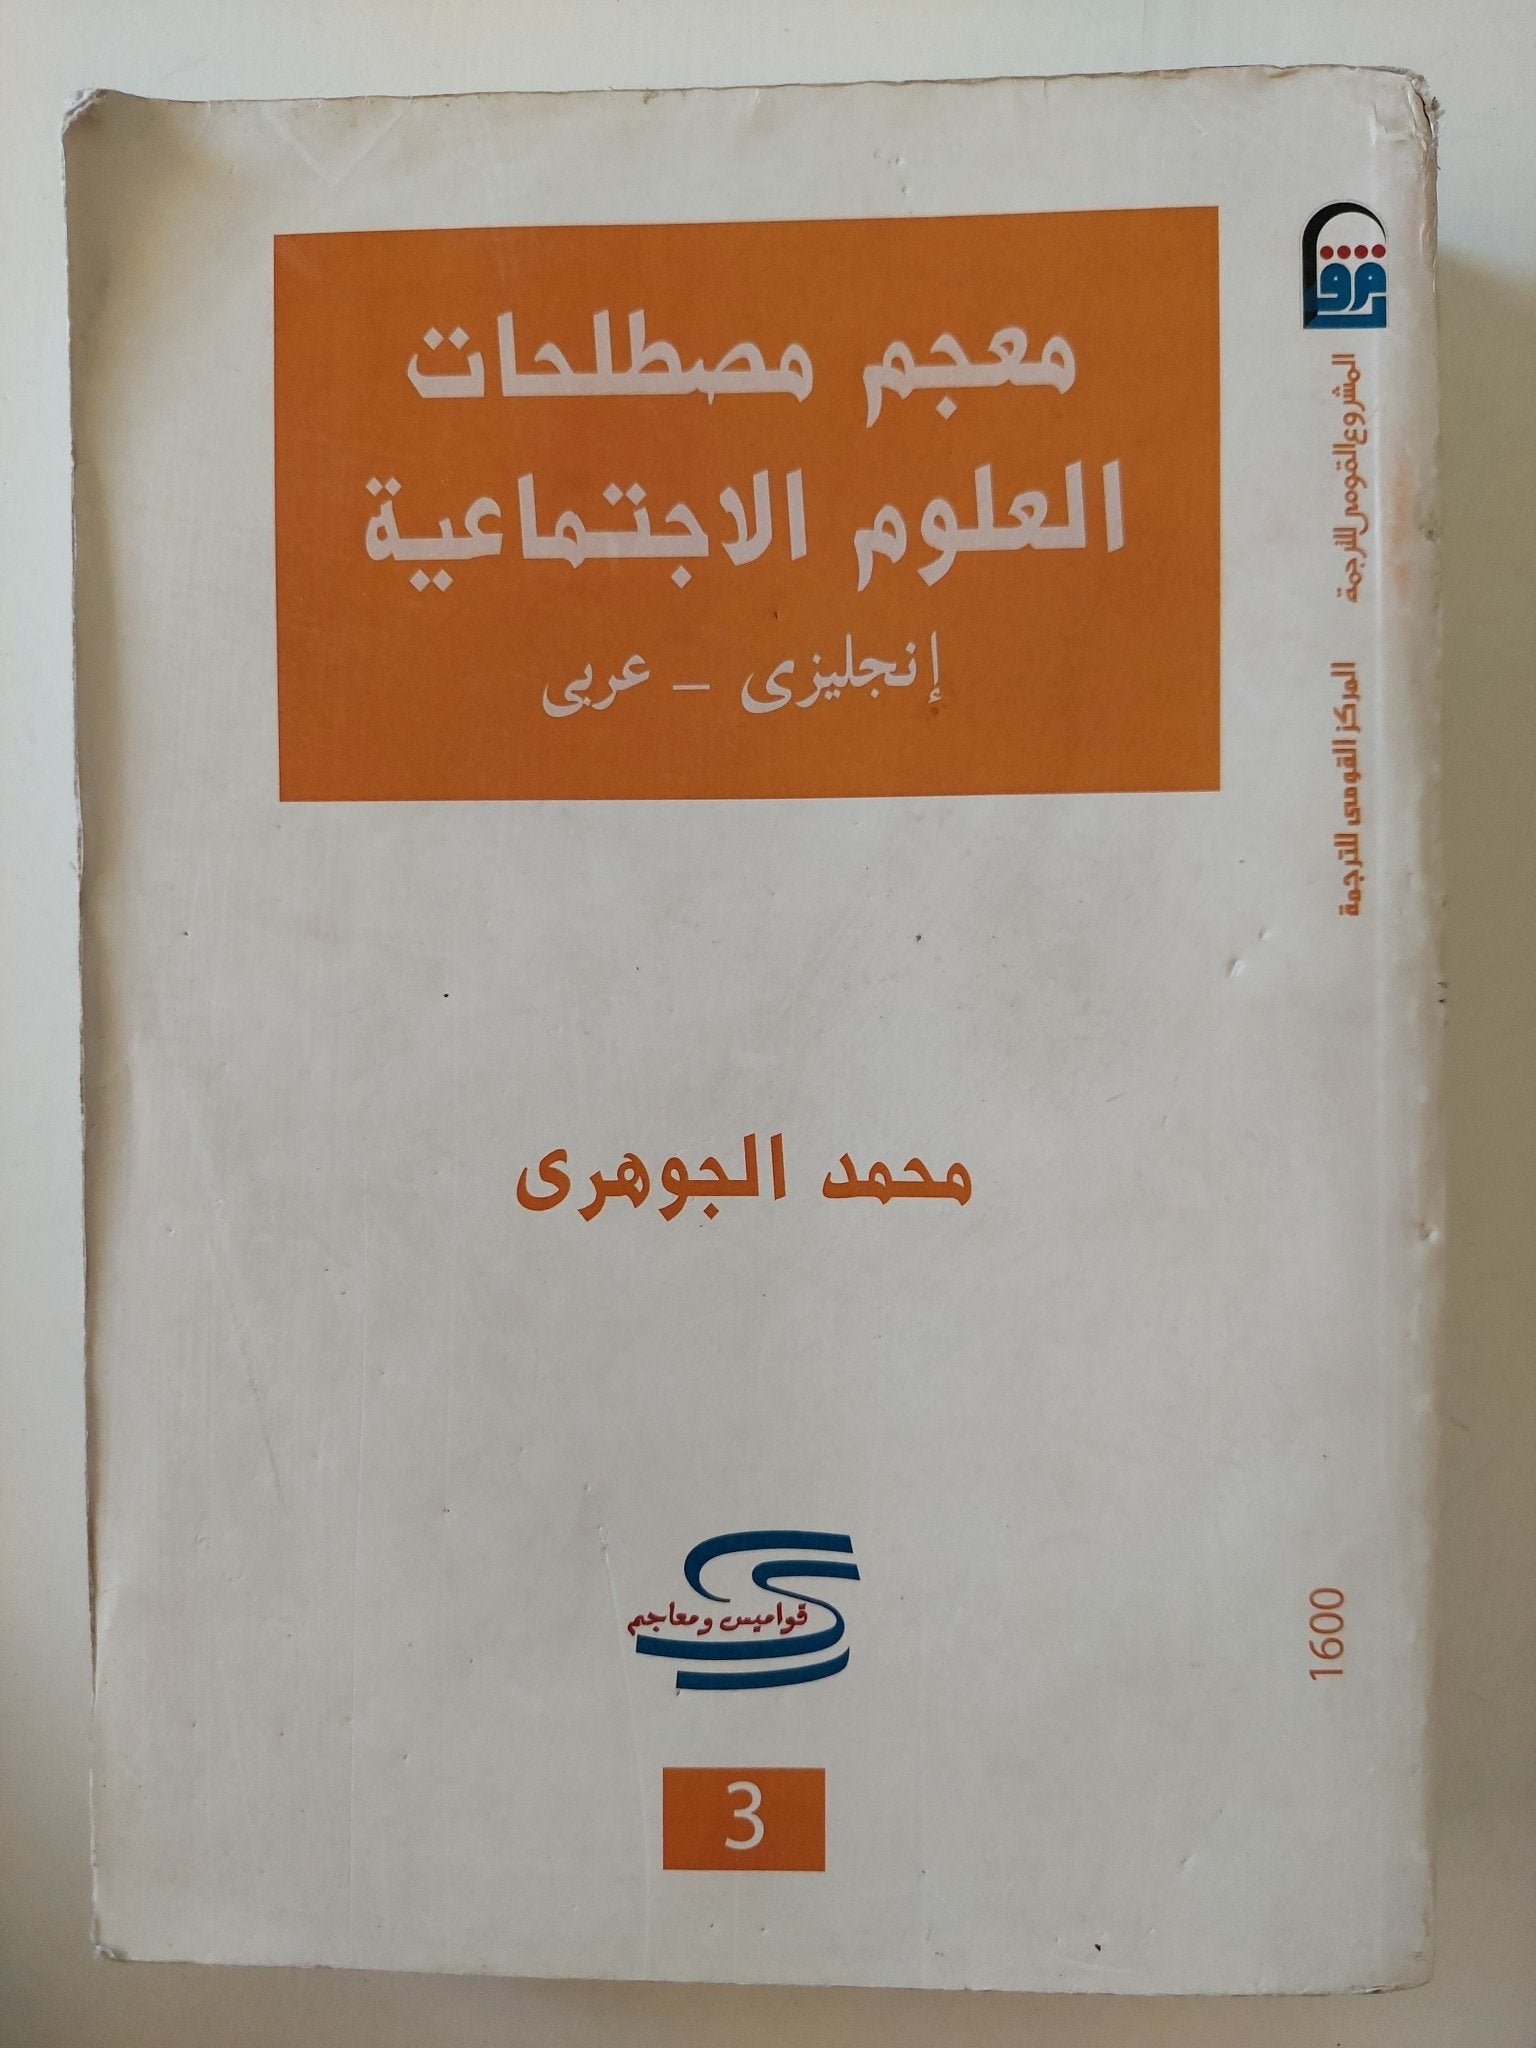 معجم مصطلحات
العلوم الاجتماعية
إنجليزى – عربى
محمد الجوهرى
قواميس ومعاجم
3
المشروع القومى للترجمة
المركز القومى للترجمة
1600